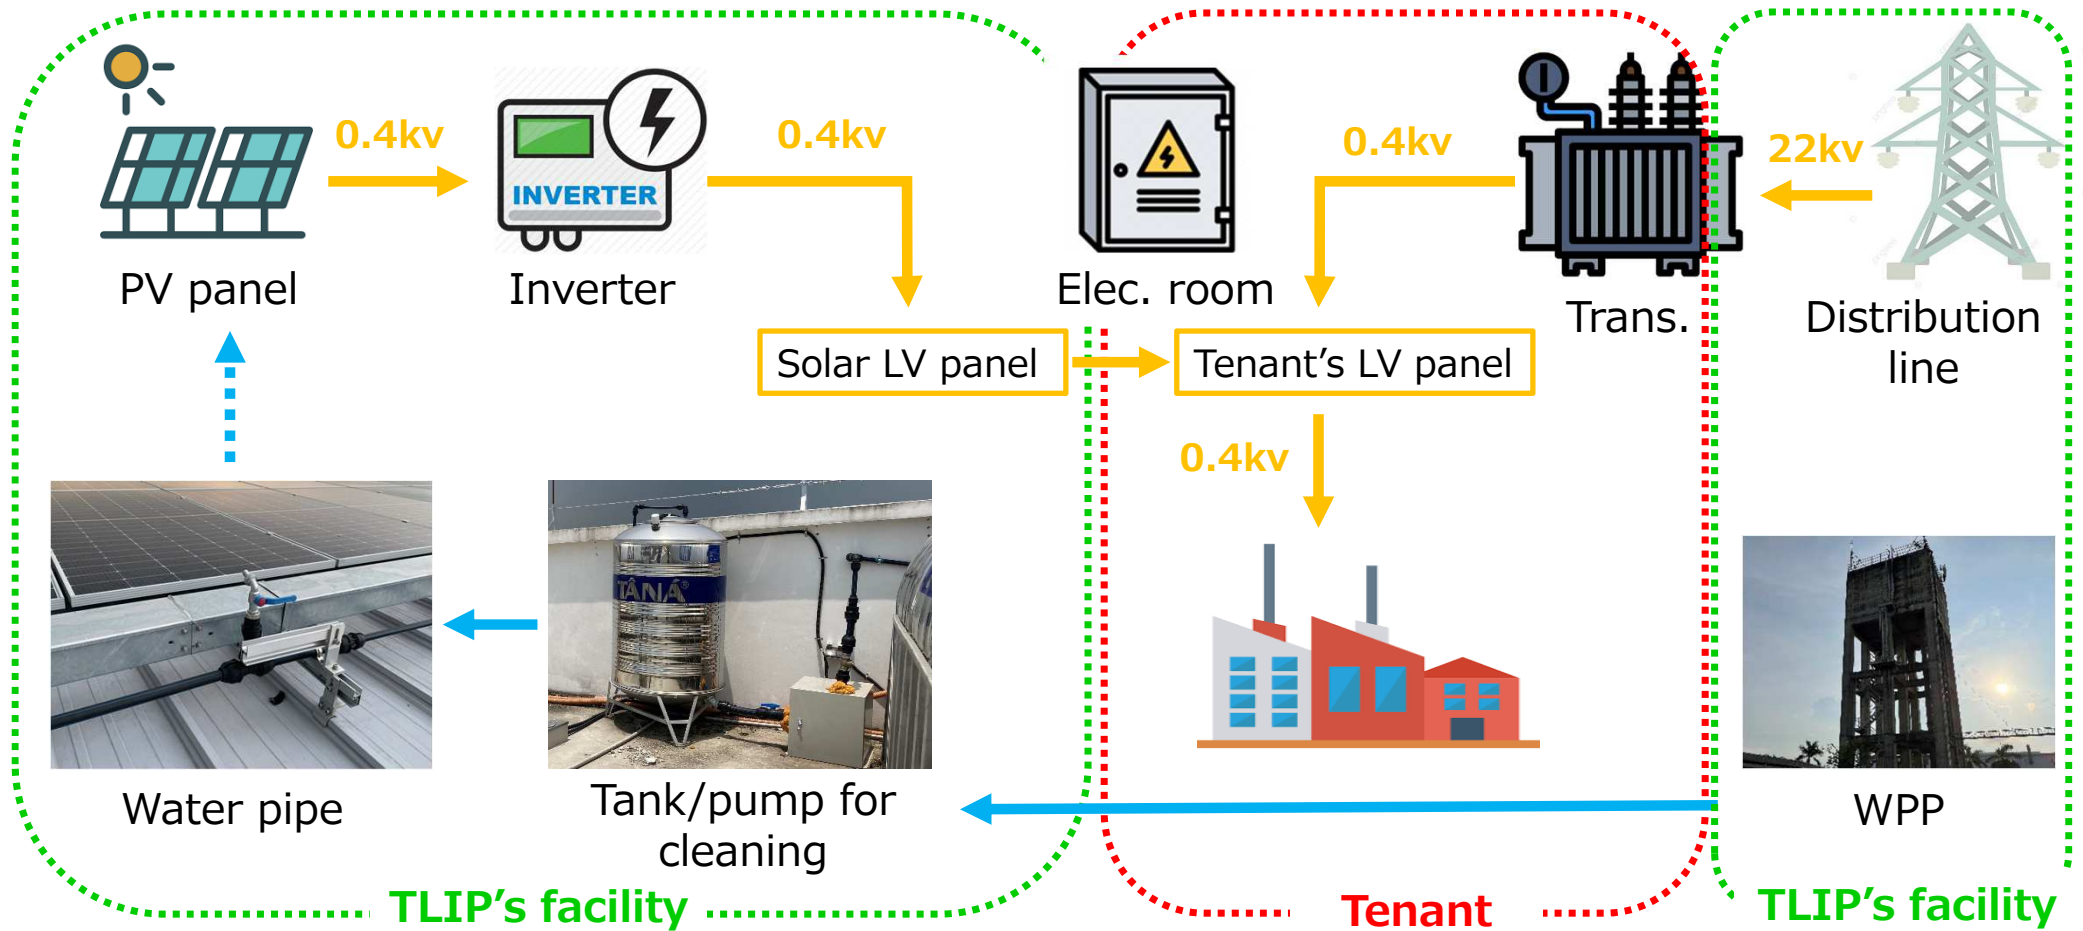 0.4kv
0.4kv
0.4kv
22kv
INVERTER
PV panel
Inverter
Elec. room
Trans.
Distribution
line
Solar LV panel
Tenant’s LV panel
0.4kv
TÂN Á
Water pipe
Tank/pump for
cleaning
WPP
TLIP’s facility
Tenant
TLIP’s facility